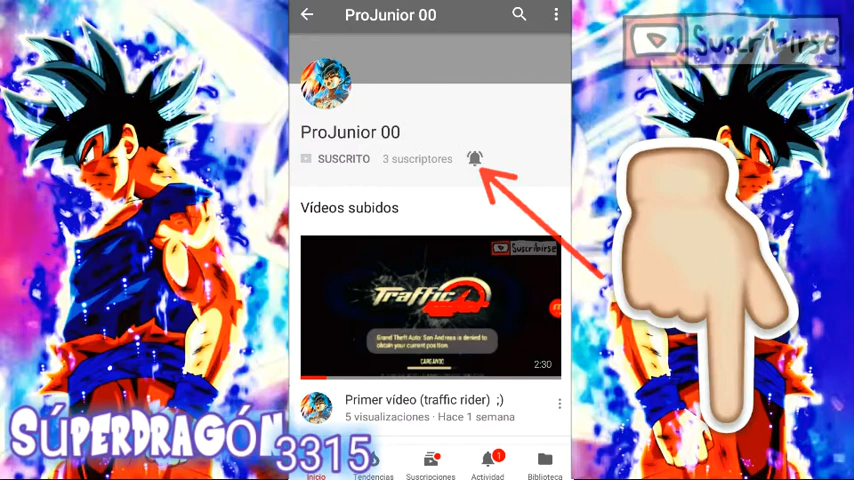 ProJunior 00
Suscribirse
ProJunior 00
SUSCRITO 3 suscriptores
Vídeos subidos
Suscribirse
Traffic
Grand Theft Auto: San Andreas is denied to
obtain your current position.
CARGANDO
2:30
Primer vídeo (traffic rider) ;)
5 visualizaciones · Hace 1 semana
SÚPERDRAGÓN
3315
1
Inicio Tendencias Suscripciones Actividad Biblioteca